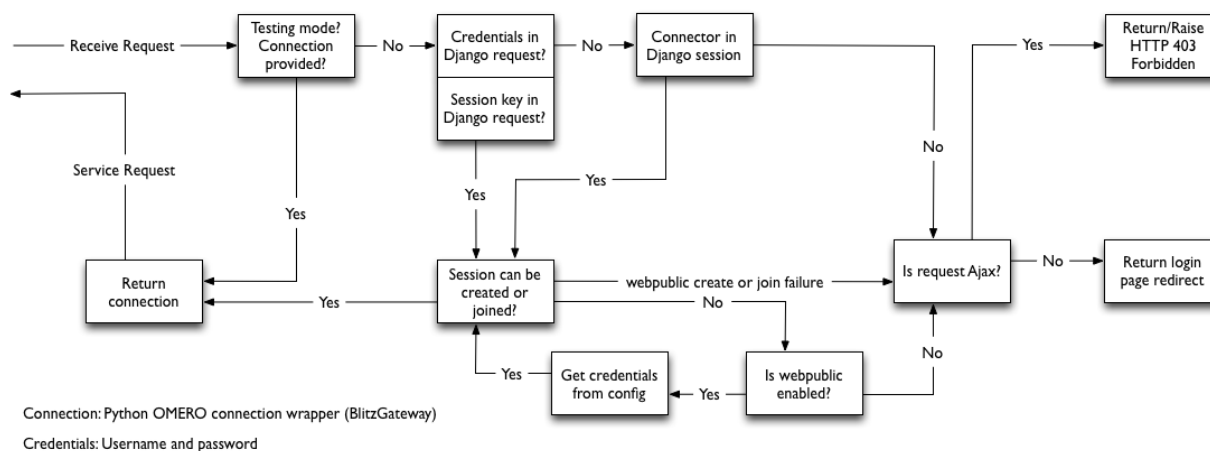 Receive Request
Testing mode?
Connection
provided?
No
Credentials in
Django request?
Session key in
Django request?
No
Connector in
Django session
Yes
Return/Raise
HTTP 403
Forbidden
No
Service Request
Yes
Yes
Yes
Return
connection
Yes
Session can be
created or
joined?
webpublic create or join failure
No
Is request Ajax?
No
Return login
page redirect
Yes
Get credentials
from config
Yes
Is webpublic
enabled?
No
Connection: Python OMERO connection wrapper (BlitzGateway)
Credentials: Username and password